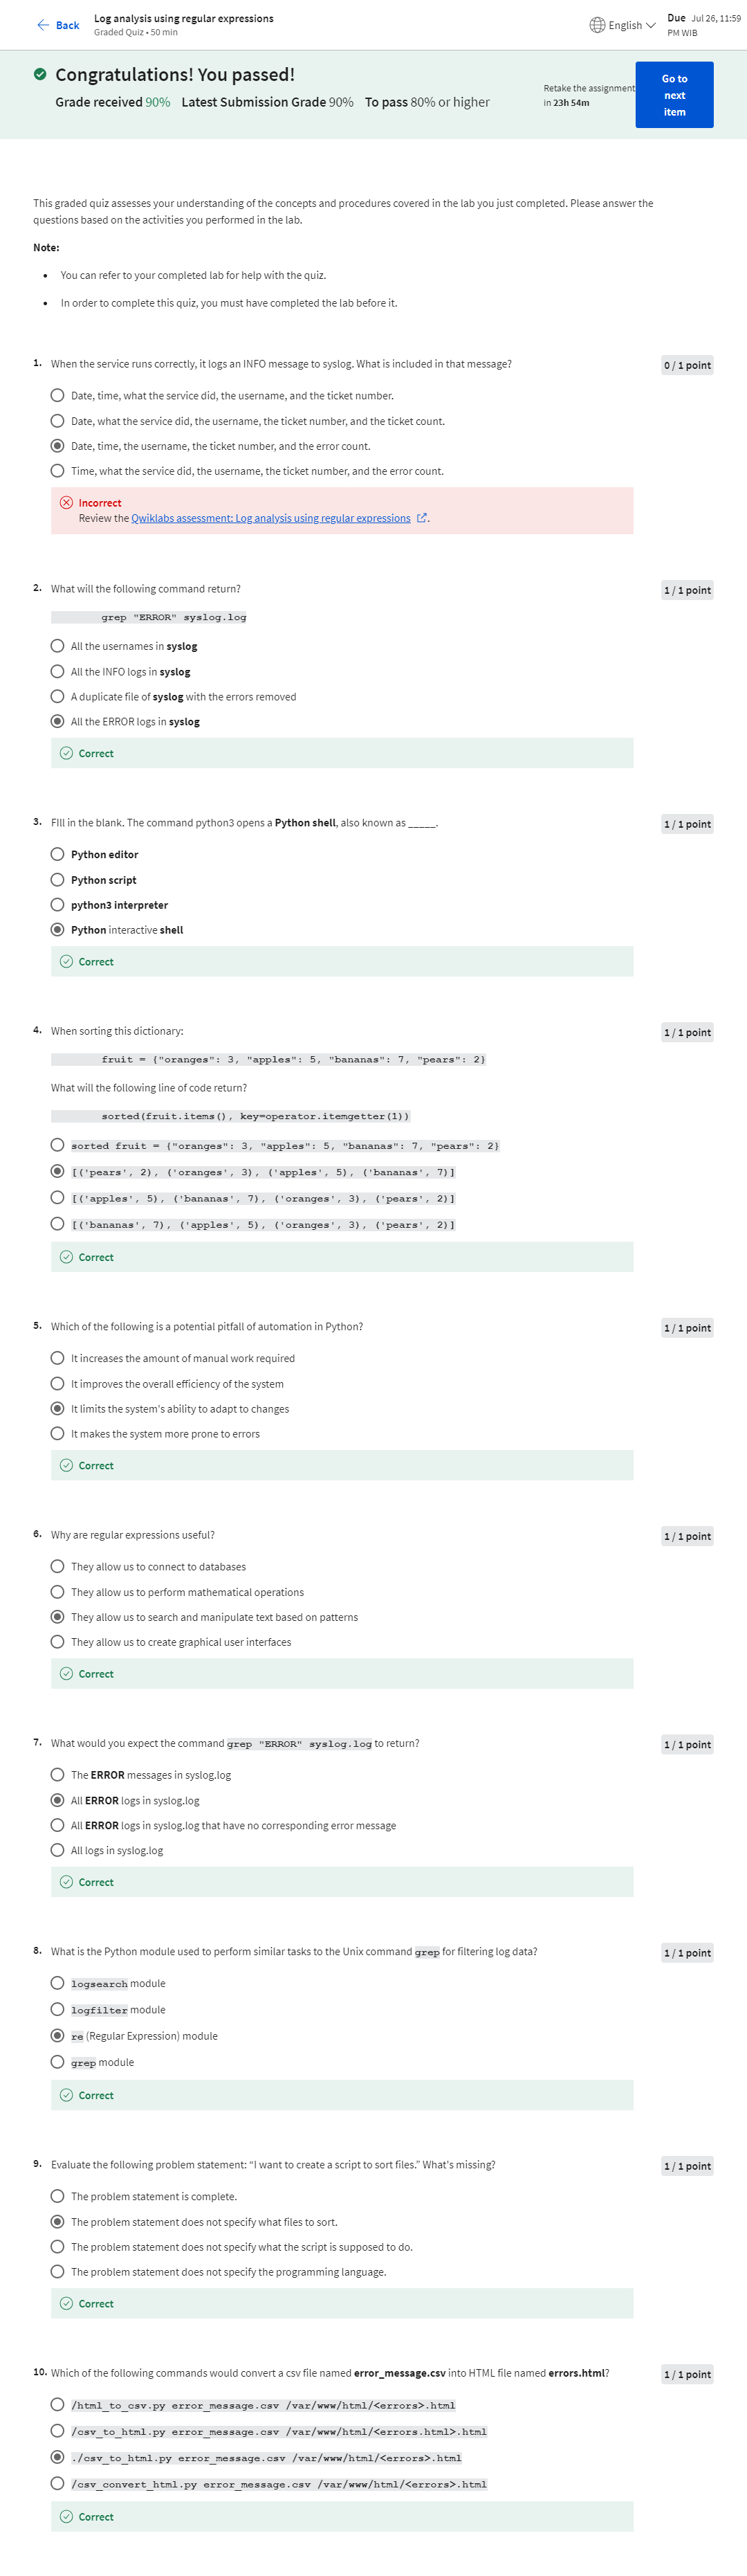 Back
Log analysis using regular expressions
Graded Quiz • 50 min
English
Due Jul 26, 11:59
PM WIB
Congratulations! You passed!
Grade received 90% Latest Submission Grade 90% To pass 80% or higher
Retake the assignment
in 23h 54m
Go to
next
item
This graded quiz assesses your understanding of the concepts and procedures covered in the lab you just completed. Please answer the
questions based on the activities you performed in the lab.
Note:
• You can refer to your completed lab for help with the quiz.
• In order to complete this quiz, you must have completed the lab before it.
1. When the service runs correctly, it logs an INFO message to syslog. What is included in that message?
0 / 1 point
Date, time, what the service did, the username, and the ticket number.
Date, what the service did, the username, the ticket number, and the ticket count.
Date, time, the username, the ticket number, and the error count.
Time, what the service did, the username, the ticket number, and the error count.
Incorrect
Review the Qwiklabs assessment: Log analysis using regular expressions .
2. What will the following command return?
1 / 1 point
grep "ERROR" syslog.log
All the usernames in syslog
All the INFO logs in syslog
A duplicate file of syslog with the errors removed
All the ERROR logs in syslog
Correct
3. FIll in the blank. The command python3 opens a Python shell, also known as _____.
1 / 1 point
Python editor
Python script
python3 interpreter
Python interactive shell
Correct
4. When sorting this dictionary:
1 / 1 point
fruit = {"oranges": 3, "apples": 5, "bananas": 7, "pears": 2}
What will the following line of code return?
sorted(fruit.items(), key=operator.itemgetter(1))
sorted fruit = {"oranges": 3, "apples": 5, "bananas": 7, "pears": 2}
[('pears', 2), ('oranges', 3), ('apples', 5), ('bananas', 7)]
[('apples', 5), ('bananas', 7), ('oranges', 3), ('pears', 2)]
[('bananas', 7), ('apples', 5), ('oranges', 3), ('pears', 2)]
Correct
5. Which of the following is a potential pitfall of automation in Python?
1 / 1 point
It increases the amount of manual work required
It improves the overall efficiency of the system
It limits the system's ability to adapt to changes
It makes the system more prone to errors
Correct
6. Why are regular expressions useful?
1 / 1 point
They allow us to connect to databases
They allow us to perform mathematical operations
They allow us to search and manipulate text based on patterns
They allow us to create graphical user interfaces
Correct
7. What would you expect the command grep "ERROR" syslog.log to return?
1 / 1 point
The ERROR messages in syslog.log
All ERROR logs in syslog.log
All ERROR logs in syslog.log that have no corresponding error message
All logs in syslog.log
Correct
8. What is the Python module used to perform similar tasks to the Unix command grep for filtering log data?
1 / 1 point
logsearch module
logfilter module
re (Regular Expression) module
grep module
Correct
9. Evaluate the following problem statement: “I want to create a script to sort files.” What's missing?
1 / 1 point
The problem statement is complete.
The problem statement does not specify what files to sort.
The problem statement does not specify what the script is supposed to do.
The problem statement does not specify the programming language.
Correct
10. Which of the following commands would convert a csv file named error_message.csv into HTML file named errors.html?
1 / 1 point
/html_to_csv.py error_message.csv /var/www/html/<errors>.html
/csv_to_html.py error_message.csv /var/www/html/<errors.html>.html
./csv_to_html.py error_message.csv /var/www/html/<errors>.html
/csv_convert_html.py error_message.csv /var/www/html/<errors>.html
Correct